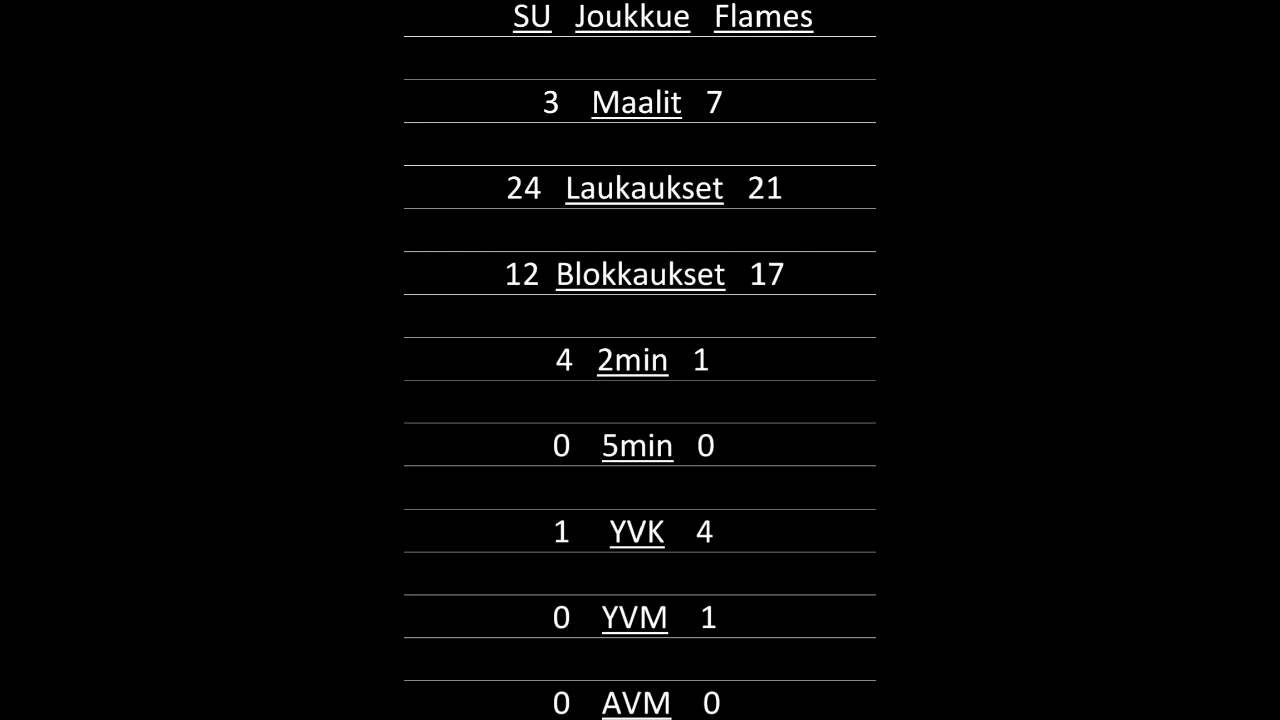 SU Joukkue Flames
3 Maalit 7
24 Laukaukset 21
12 Blokkaukset 17
4 2min 1
0 5min 0
1 YVK 4
0 YVM 1
0 AVM 0